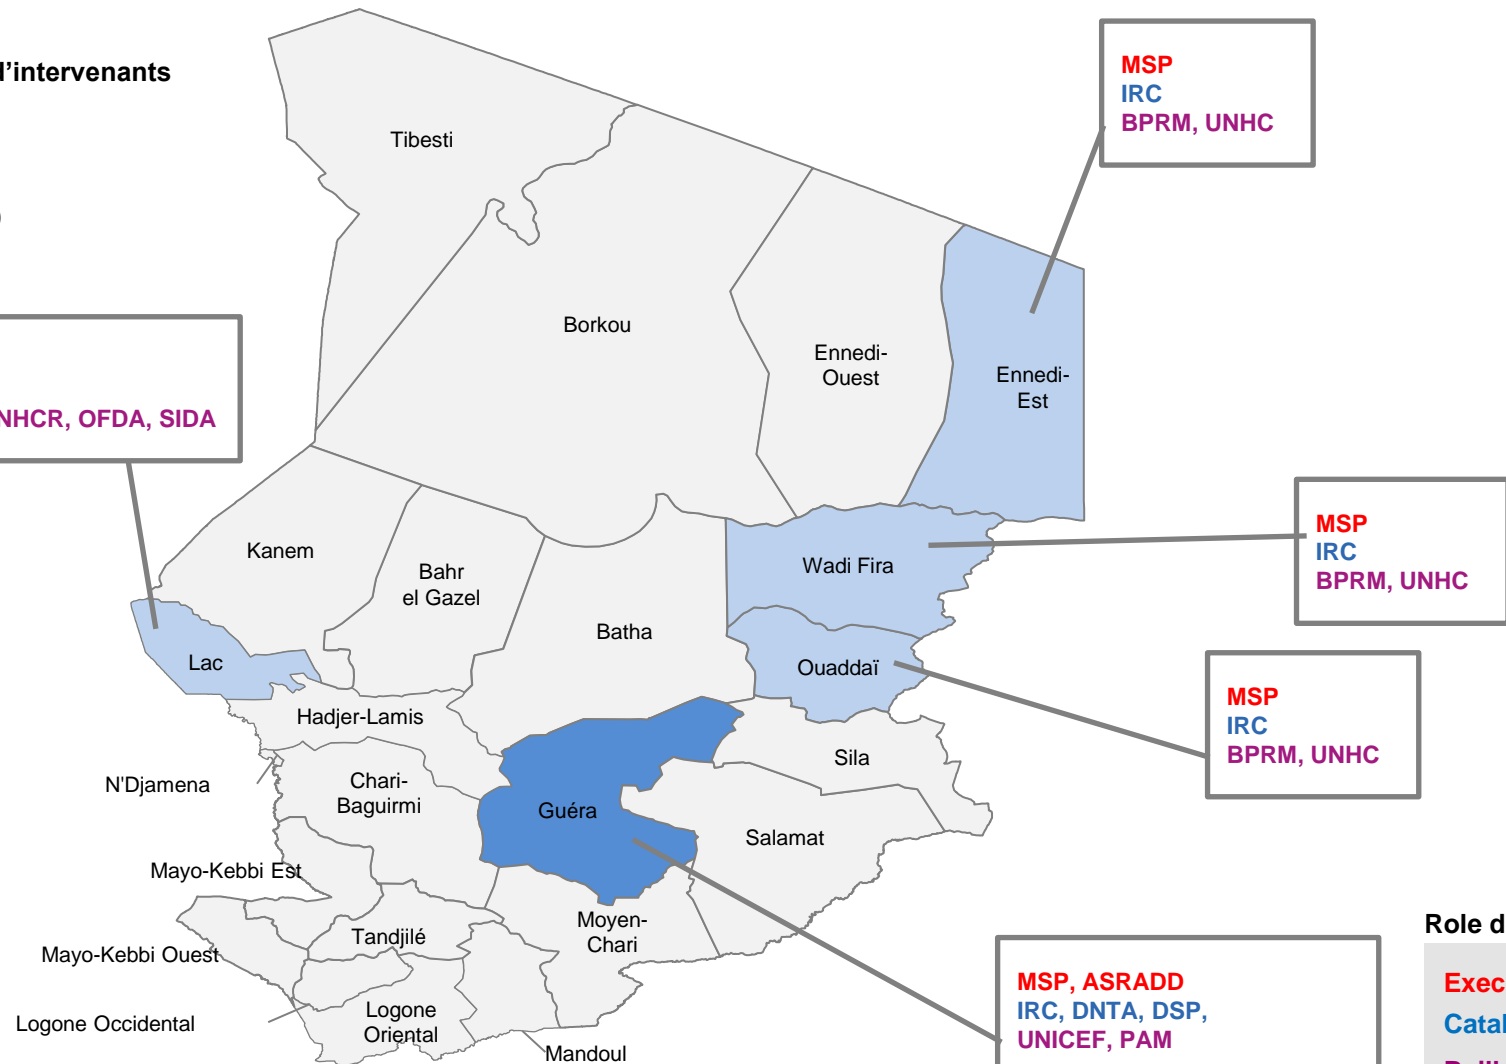 d'intervenants
)
MSP
IRC
BPRM, UNHC
Tibesti
Borkou
Ennedi-
Ouest
Ennedi-
Est
NHCR, OFDA, SIDA
MSP
IRC
BPRM, UNHC
Kanem
Bahr
el Gazel
Wadi Fira
Batha
Lac
Ouaddaï
MSP
IRC
BPRM, UNHC
Hadjer-Lamis
Sila
N'Djamena
Chari-
Baguirmi
Guéra
Salamat
Mayo-Kebbi Est
Moyen-
Chari
Tandjilé
Mayo-Kebbi Ouest
Logone Occidental
Logone
Oriental
Mandoul
MSP, ASRADD
IRC, DNTA, DSP,
UNICEF, PAM
Role d
Exec
Catal